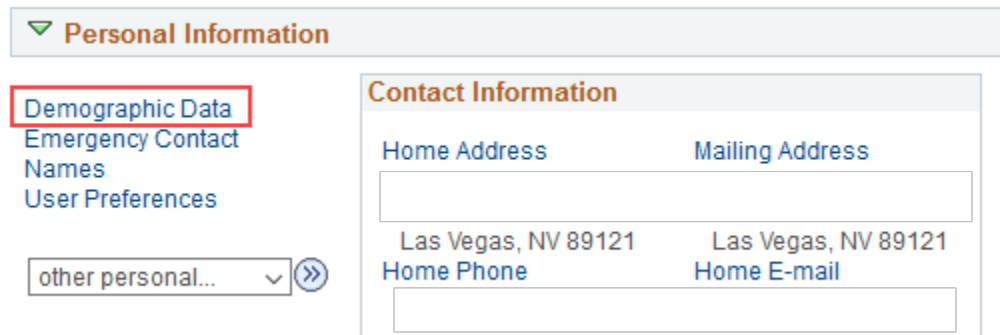 Personal Information
Demographic Data
Emergency Contact
Names
User Preferences
other personal...
Contact Information
Home Address Mailing Address
Las Vegas, NV 89121 Las Vegas, NV 89121
Home Phone Home E-mail